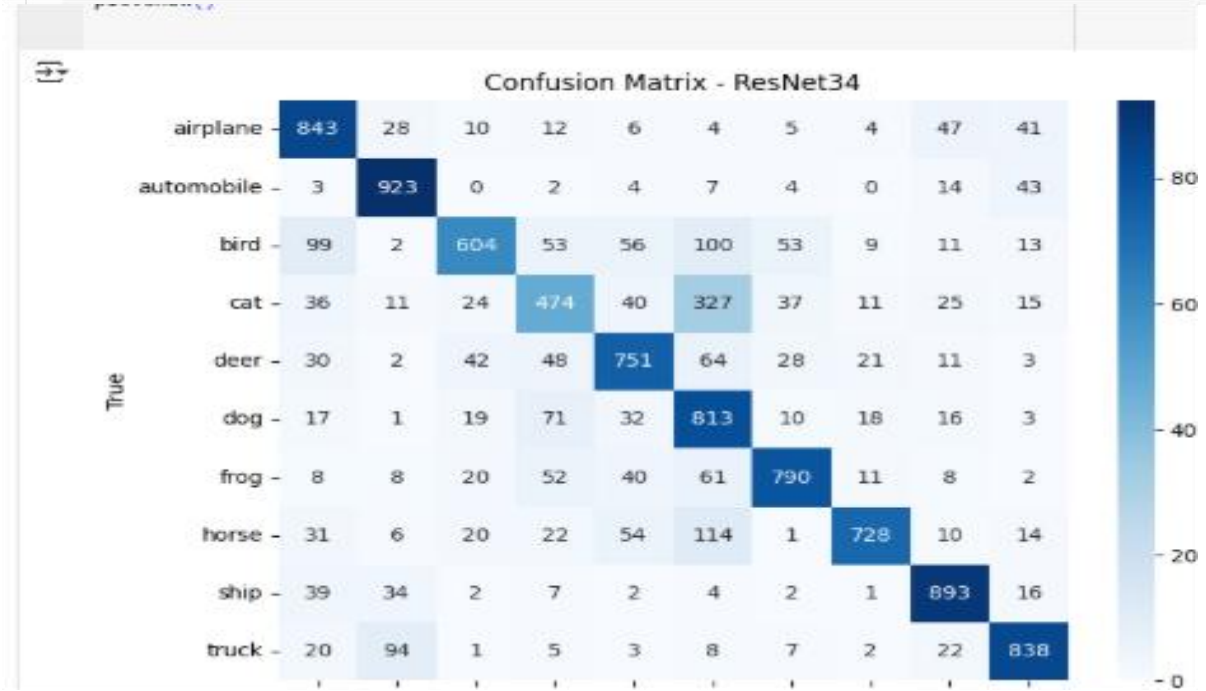 Confusion Matrix - ResNet34
airplane 843 28 10 12 6 4 5 4 47 41
automobile 3 923 0 2 4 7 4 0 14 43
80
bird 99 2 604 53 56 100 53 9 11 13
cat 36 11 24 474 40 327 37 11 25 15
60
deer 30 2 42 48 751 64 28 21 11 3
True
dog 17 1 19 71 32 813 10 18 16 3
40
frog 8 8 20 52 40 61 790 11 8 2
horse 31 6 20 22 54 114 1 728 10 14
20
ship 39 34 2 7 2 4 2 1 893 16
truck 20 94 1 5 3 8 7 2 22 838
0